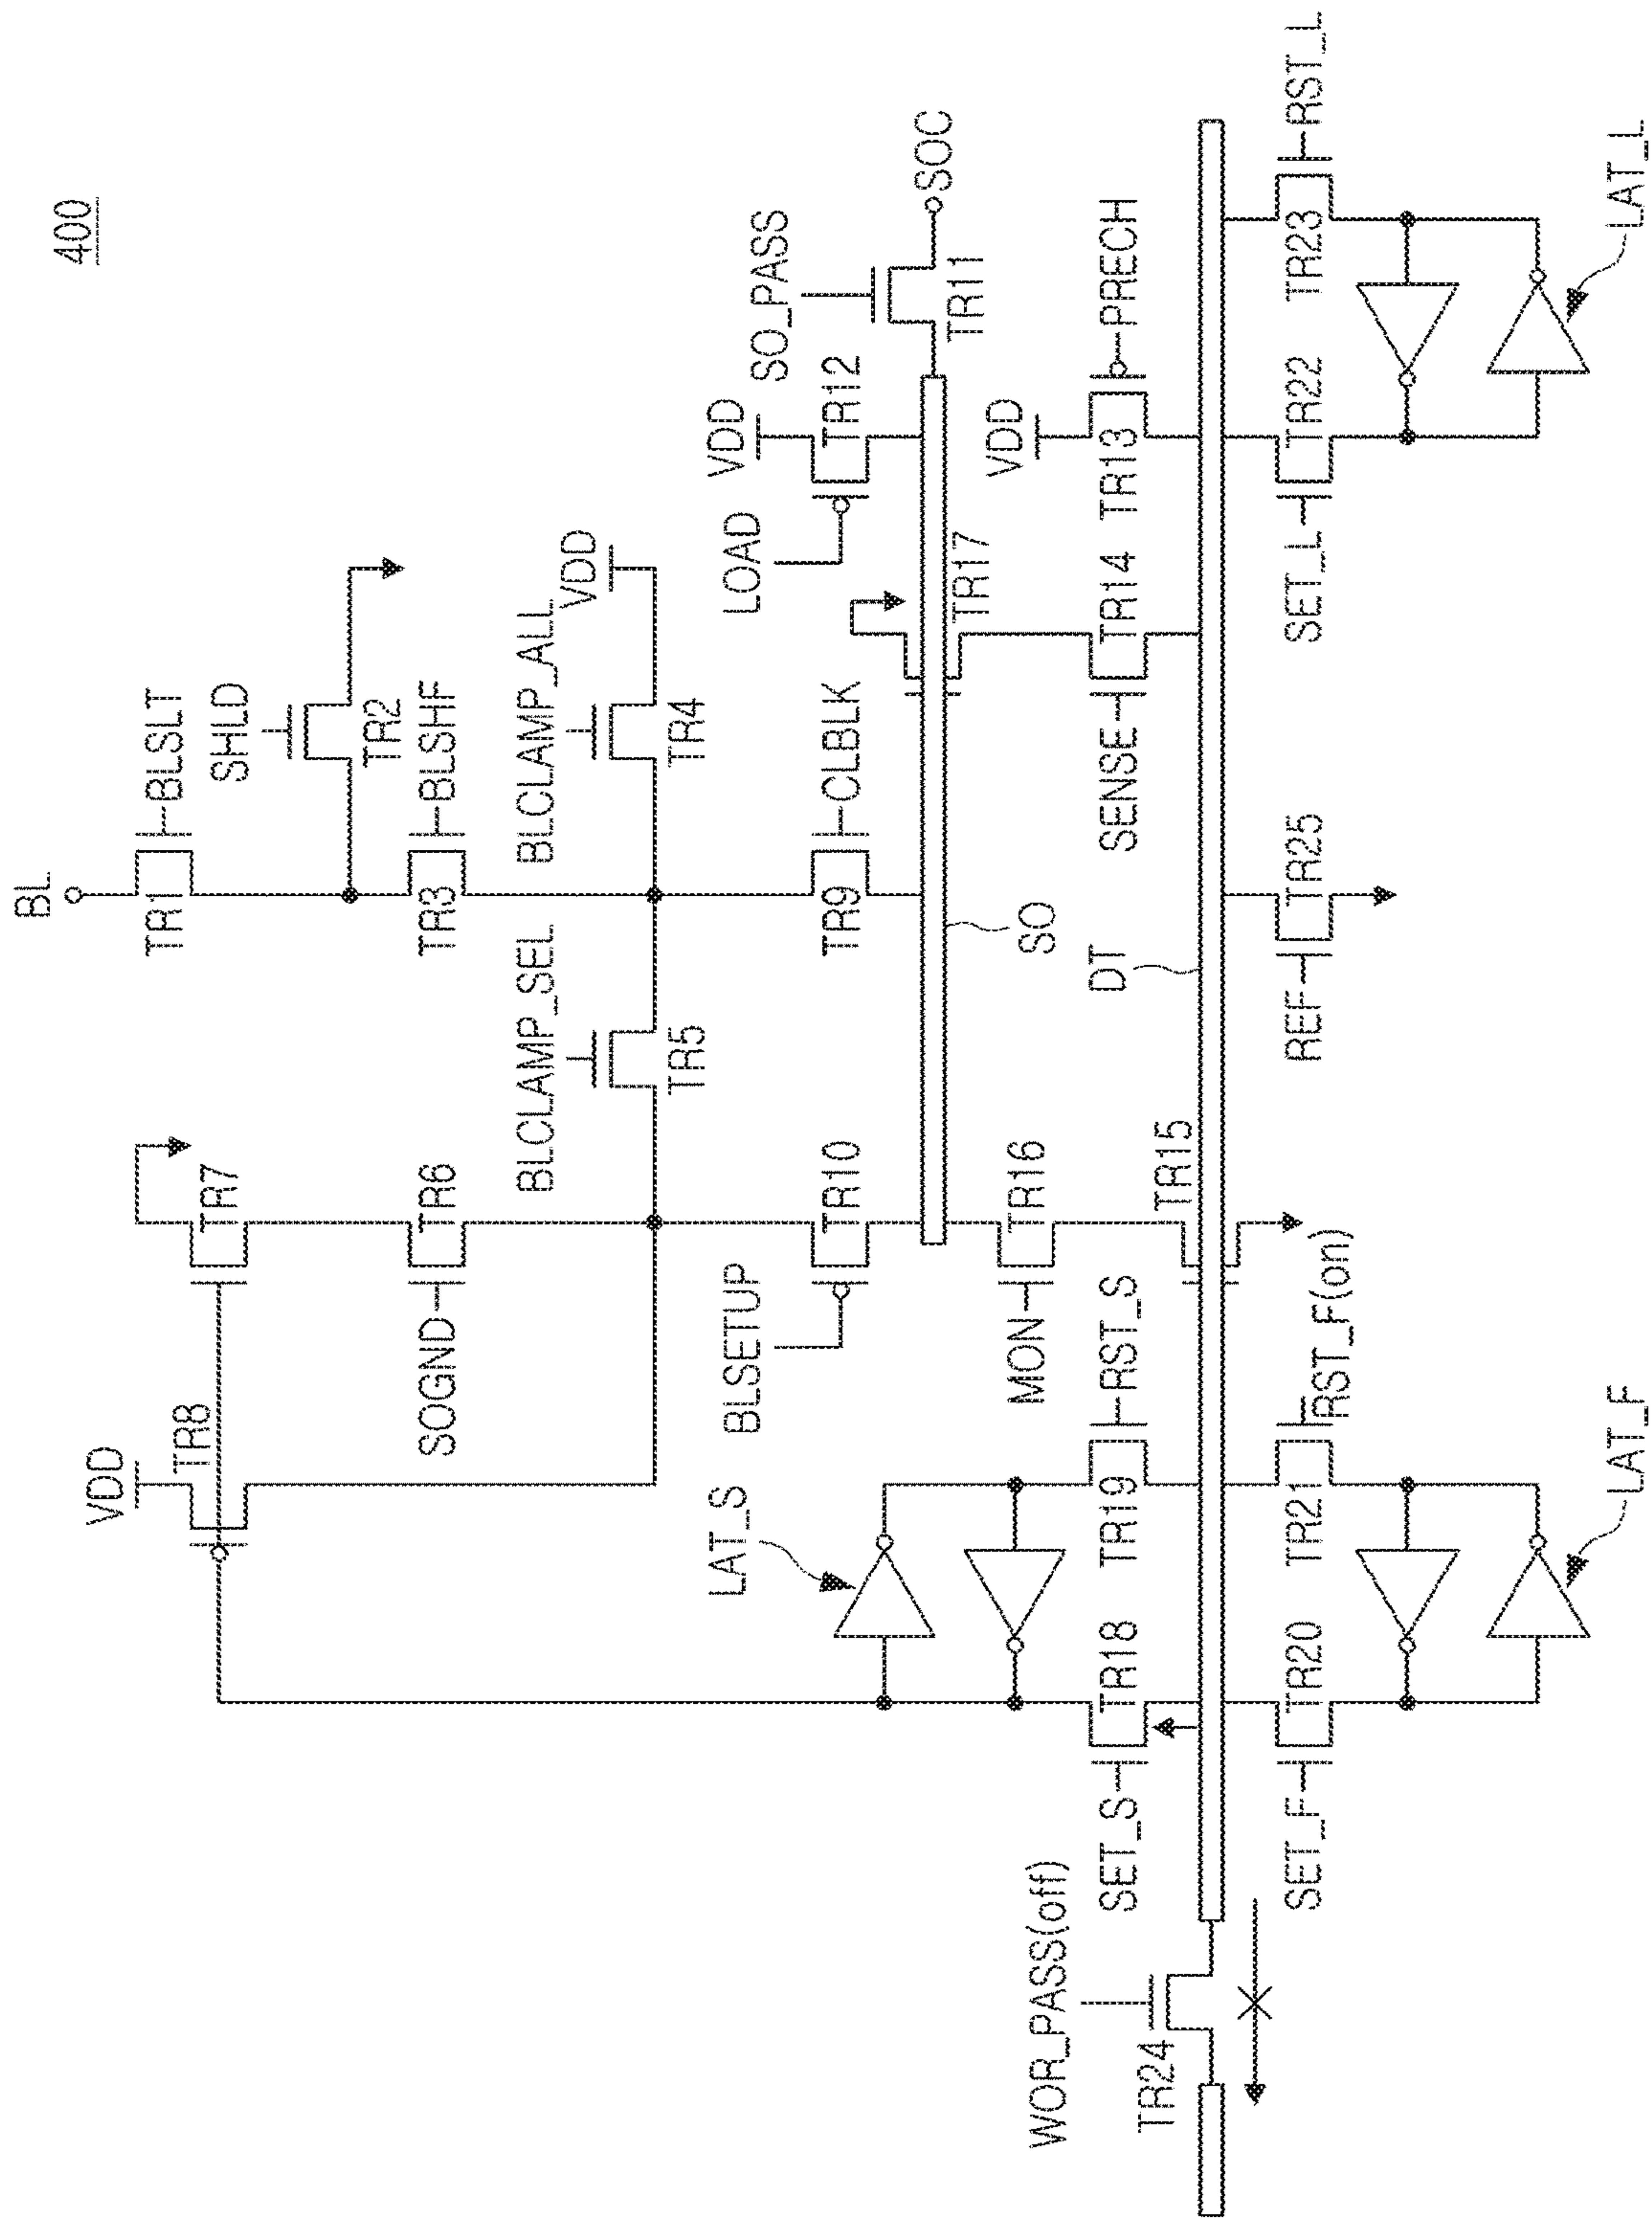 400
BL
BLSLT
TR1
SHLD
TR2
BLSHF
TR3
BLCLAMP_ALL
VDD
TR4
BLCLAMP_SEL
TR5
TR7
TR6
SOGND
VDD
TR8
SO_PASS
SOC
TR11
VDD
TR12
LOAD
CLBLK
TR9
BLSETUP
TR10
LAT_S
TR17
SO
VDD
PRECH
TR13
TR14
SENSE
DT
MON
TR16
TR15
RST_S
TR19
TR18
SET_S
WOR_PASS(off)
TR24
RST_L
TR23
TR22
SET_L
TR25
REF
RST_F(on)
TR21
TR20
SET_F
LAT_L
LAT_F